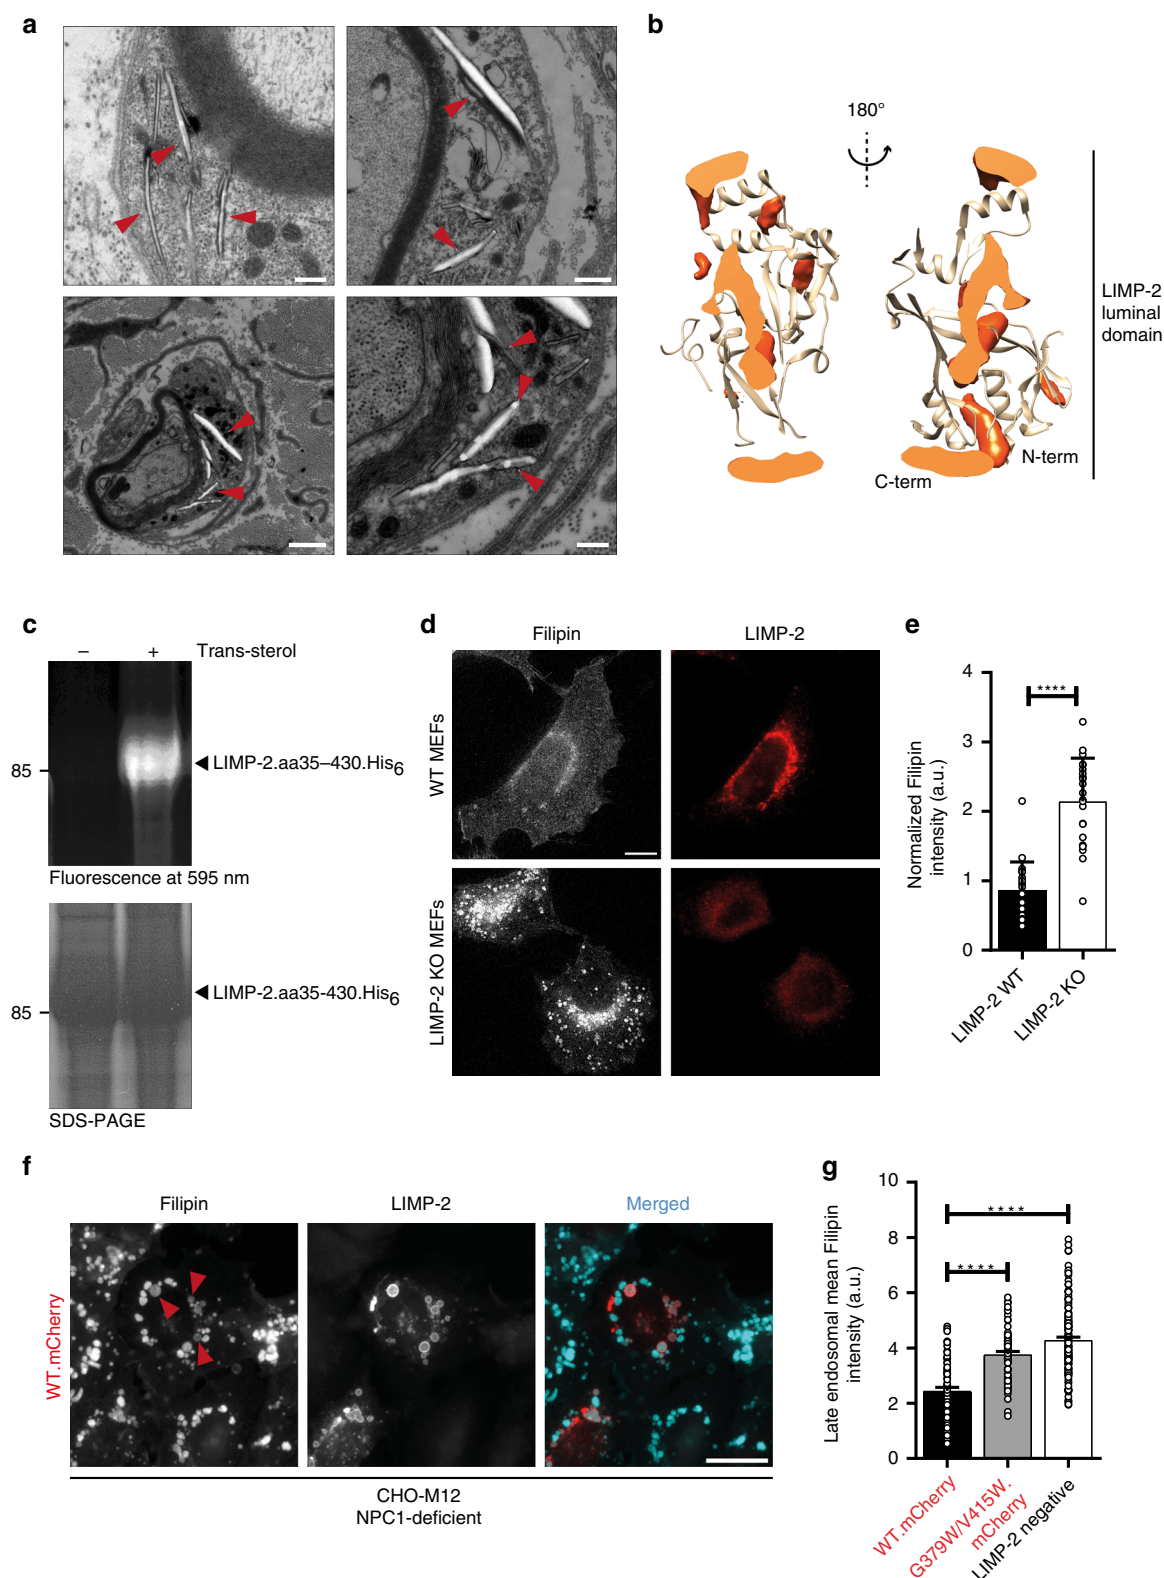 a
b
180°
LIMP-2
luminal
domain
N-term
C-term
c
– + Trans-sterol
85
LIMP-2.aa35–430.His6
Fluorescence at 595 nm
85
LIMP-2.aa35-430.His6
SDS-PAGE
d
Filipin LIMP-2
WT MEFs
LIMP-2 KO MEFs
e
Normalized Filipin
intensity (a.u.)
4
3
2
1
0
****
LIMP-2 WT
LIMP-2 KO
f
Filipin LIMP-2 Merged
WT.mCherry
CHO-M12
NPC1-deficient
g
Late endosomal mean Filipin
intensity (a.u.)
10
8
6
4
2
0
****
****
WT.mCherry
G379W/V415W.
mCherry
LIMP-2 negative